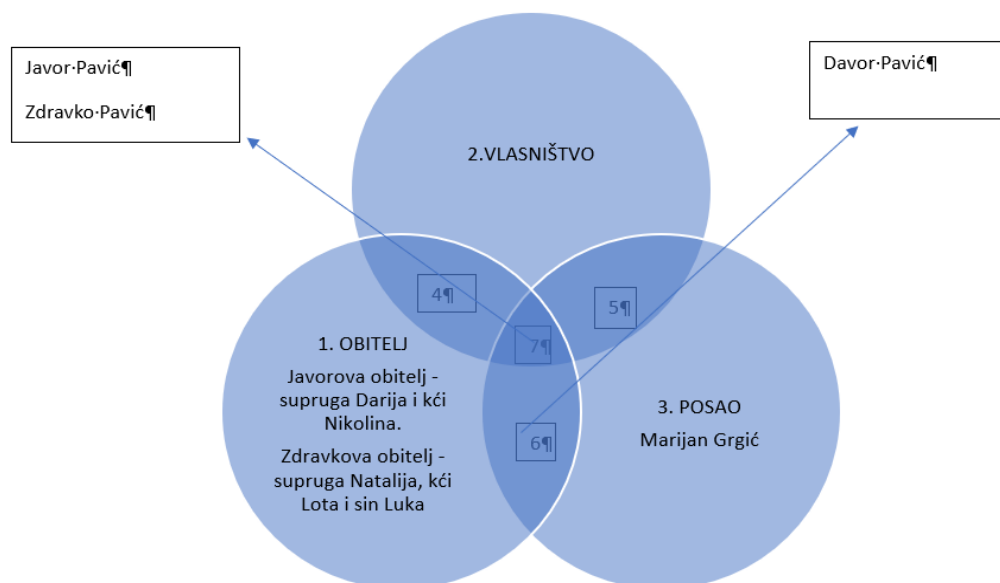 Javor·Pavić¶
Zdravko·Pavić¶
Davor·Pavić¶
2.VLASNIŠTVO
4¶
5¶
7¶
1. OBITELJ
Javorova obitelj -
supruga Darija i kći
Nikolina.
Zdravkova obitelj -
supruga Natalija, kći
Lota i sin Luka
6¶
3. POSAO
Marijan Grgić